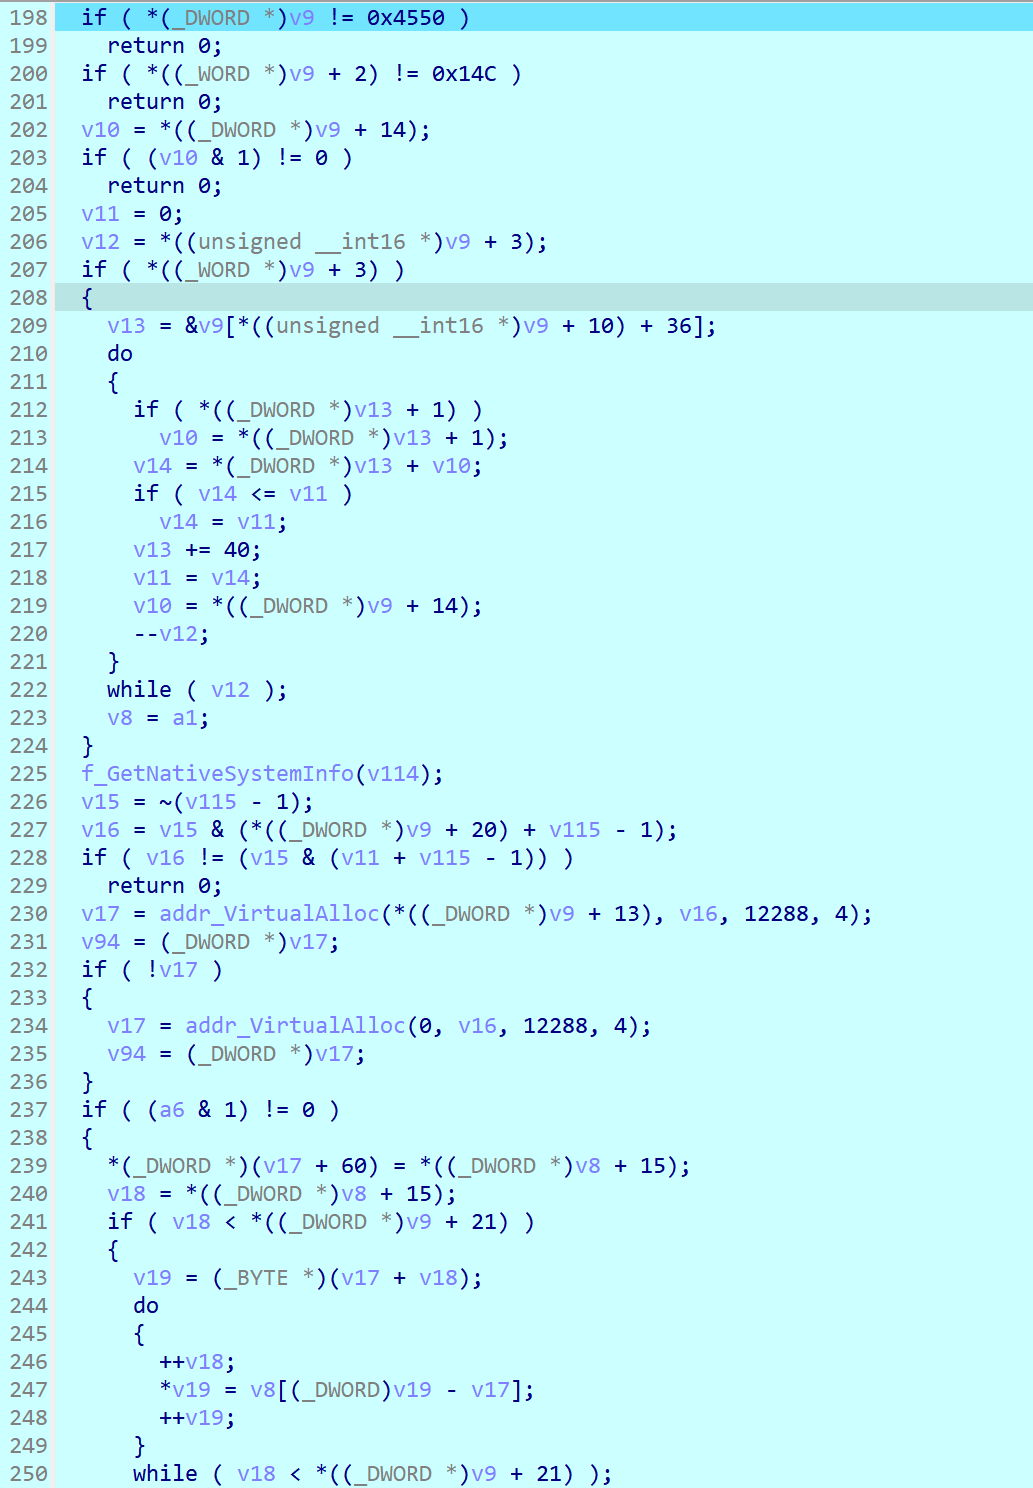 198 if ( *(_DWORD *)v9 != 0x4550 )
199 return 0;
200 if ( *((_WORD *)v9 + 2) != 0x14C )
201 return 0;
202 v10 = *((_DWORD *)v9 + 14);
203 if ( (v10 & 1) != 0 )
204 return 0;
205 v11 = 0;
206 v12 = *((unsigned __int16 *)v9 + 3);
207 if ( *((_WORD *)v9 + 3) )
208 {
209 v13 = &v9[*((unsigned __int16 *)v9 + 10) + 36];
210 do
211 {
212 if ( *((_DWORD *)v13 + 1) )
213 v10 = *((_DWORD *)v13 + 1);
214 v14 = *(_DWORD *)v13 + v10;
215 if ( v14 <= v11 )
216 v14 = v11;
217 v13 += 40;
218 v11 = v14;
219 v10 = *((_DWORD *)v9 + 14);
220 --v12;
221 }
222 while ( v12 );
223 v8 = a1;
224 }
225 f_GetNativeSystemInfo(v114);
226 v15 = ~(v115 - 1);
227 v16 = v15 & (*((_DWORD *)v9 + 20) + v115 - 1);
228 if ( v16 != (v15 & (v11 + v115 - 1)) )
229 return 0;
230 v17 = addr_VirtualAlloc(*((_DWORD *)v9 + 13), v16, 12288, 4);
231 v94 = (_DWORD *)v17;
232 if ( !v17 )
233 {
234 v17 = addr_VirtualAlloc(0, v16, 12288, 4);
235 v94 = (_DWORD *)v17;
236 }
237 if ( (a6 & 1) != 0 )
238 {
239 *(_DWORD *)(v17 + 60) = *((_DWORD *)v8 + 15);
240 v18 = *((_DWORD *)v8 + 15);
241 if ( v18 < *((_DWORD *)v9 + 21) )
242 {
243 v19 = (_BYTE *)(v17 + v18);
244 do
245 {
246 ++v18;
247 *v19 = v8[(_DWORD)v19 - v17];
248 ++v19;
249 }
250 while ( v18 < *((_DWORD *)v9 + 21) );